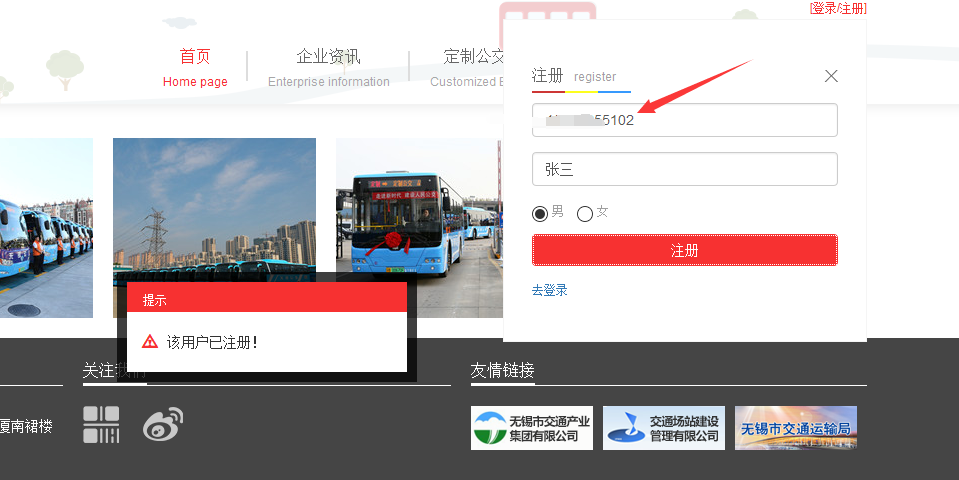 [登录/注册]
首页
Home page
企业资讯
Enterprise information
定制公交
Customized
注册 register
55102
张三
男 女
注册
去登录
提示
该用户已注册!
关注我们
友情链接
厦南裙楼
无锡市交通产业
集团有限公司
交通场站建设
管理有限公司
无锡市交通运输局